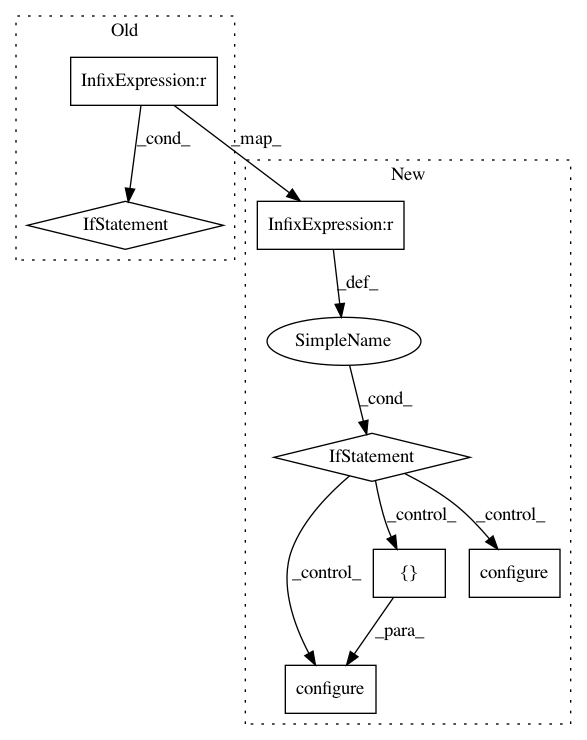 Old
InfixExpression:r
_cond_
_map_
IfStatement
New
InfixExpression:r
_def_
SimpleName
_cond_
IfStatement
_control_
_control_
_control_
{}
configure
_para_
configure